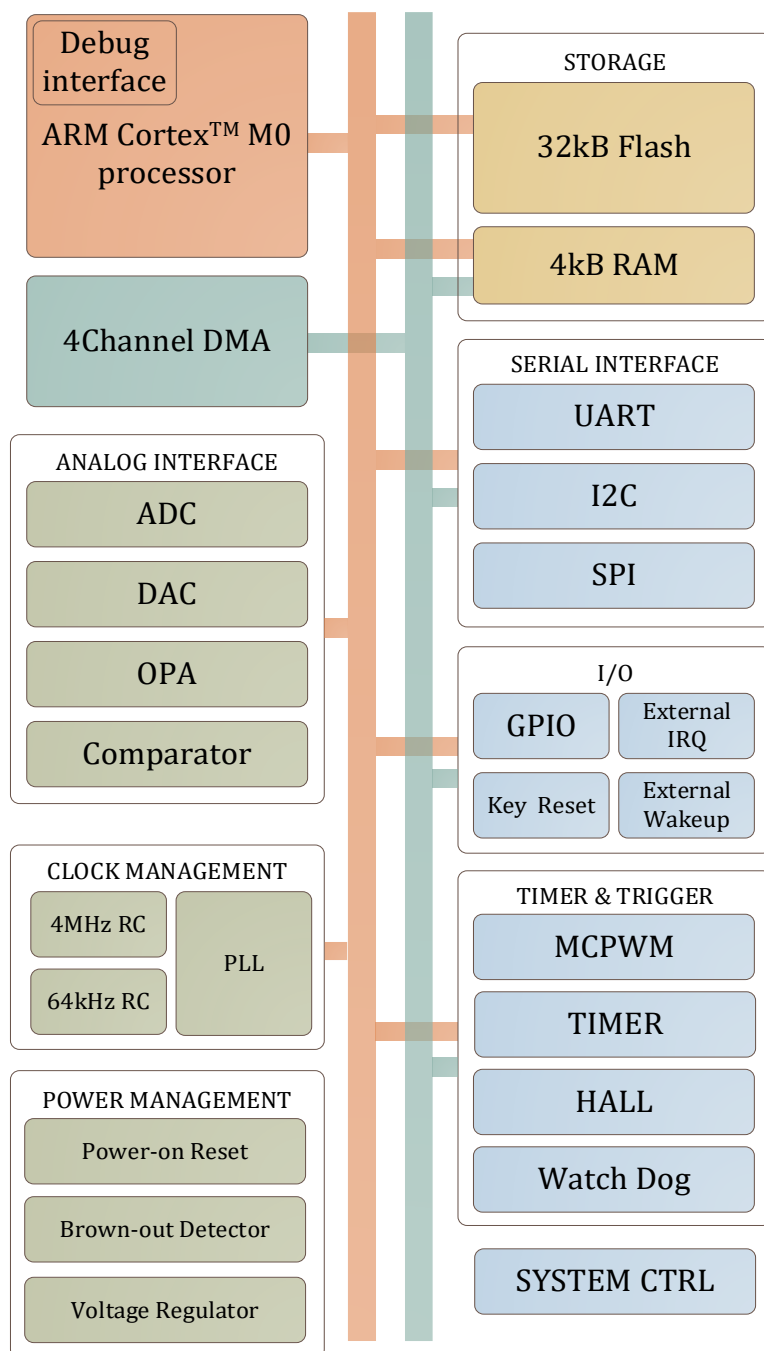 Debug
interface
ARM Cortex™ M0
processor
4Channel DMA
ANALOG INTERFACE
ADC
DAC
OPA
Comparator
CLOCK MANAGEMENT
4MHz RC
64kHz RC
PLL
POWER MANAGEMENT
Power-on Reset
Brown-out Detector
Voltage Regulator
STORAGE
32kB Flash
4kB RAM
SERIAL INTERFACE
UART
I2C
SPI
I/O
GPIO
External
IRQ
Key Reset
External
Wakeup
TIMER & TRIGGER
MCPWM
TIMER
HALL
Watch Dog
SYSTEM CTRL